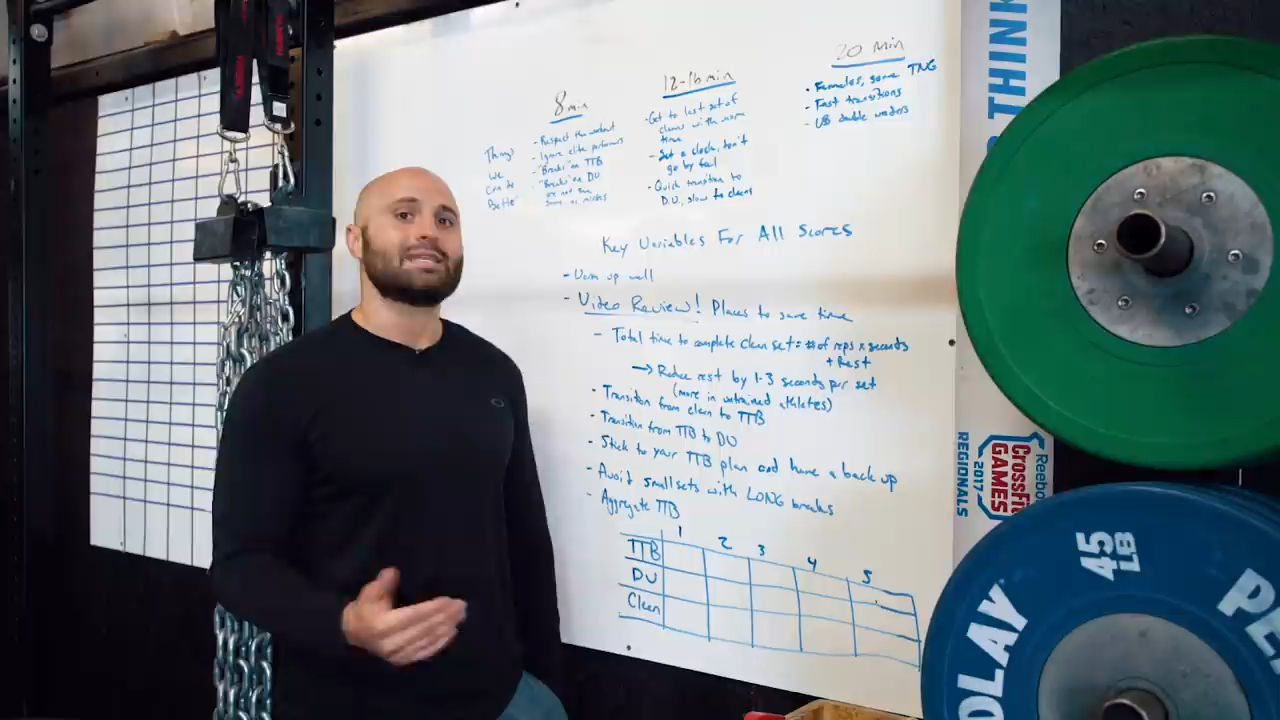 8 min
Things
We
Can do
Better
- Respect the workout
- Ignore elite performers
- "Breaks" on TTB
- "Breaks" on DU
are not the
same as misses
12-16 min
- Get to last set of
cleans with more
time
- Set a clock, don't
go by feel
- Quick transition to
D.U., slow to cleans
20 Min
- Females, some TNG
- Fast transitions
- UB double unders
Key Variables For All Scores
- Warm up well
- Video Review! Places to save time
- Total time to complete clean set = # of reps x seconds
+ Rest
→ Reduce rest by 1-3 seconds per set
(more in untrained athletes)
- Transition from clean to TTB
- Transition from TTB to DU
- Stick to your TTB plan and have a back up
- Avoid small sets with LONG breaks
- Aggregate TTB
1 2 3 4 5
TTB
DU
Clean
THINK
Reebok
CrossFit
GAMES
2017
REGIONALS
45
LB